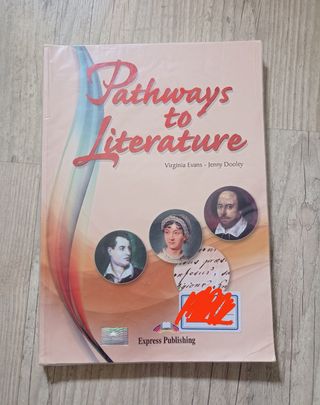 Pathways
to
Literature
Virginia Evans - Jenny Dooley
Express Publishing